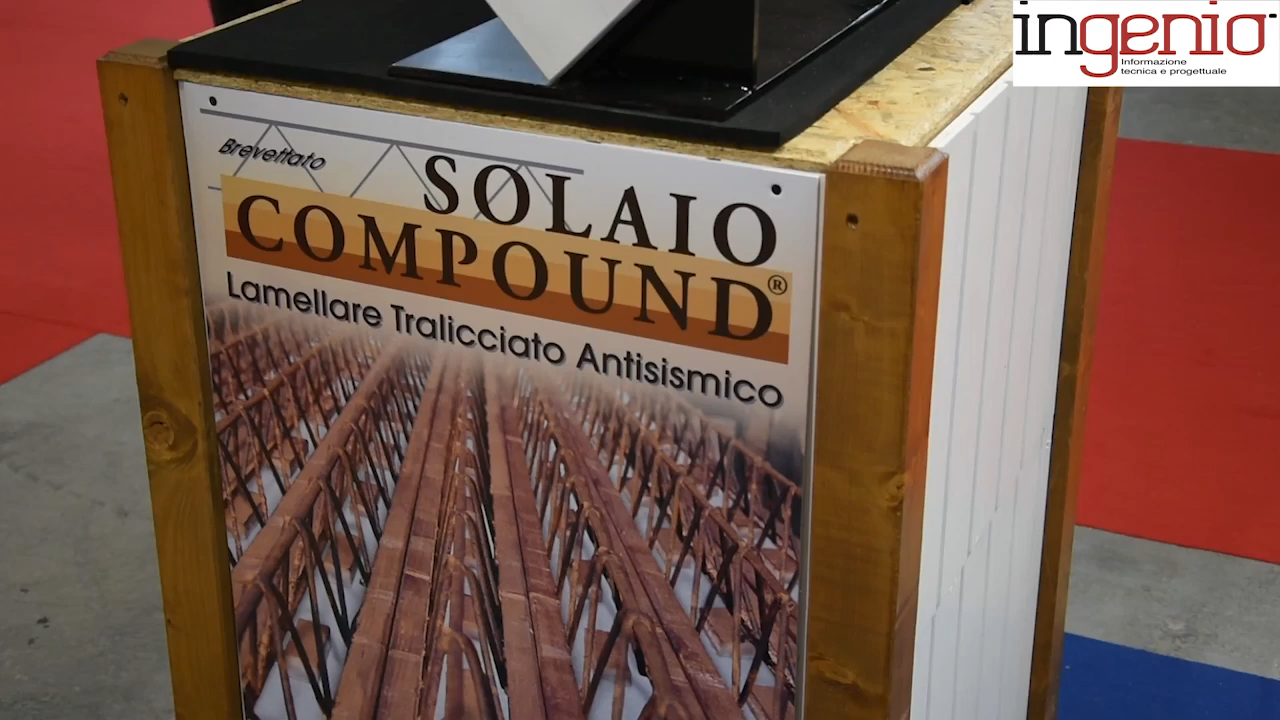 ingenio
Informazione
tecnica e progettuale
Brevettato
SOLAIO
COMPOUND®
Lamellare Tralicciato Antisismico